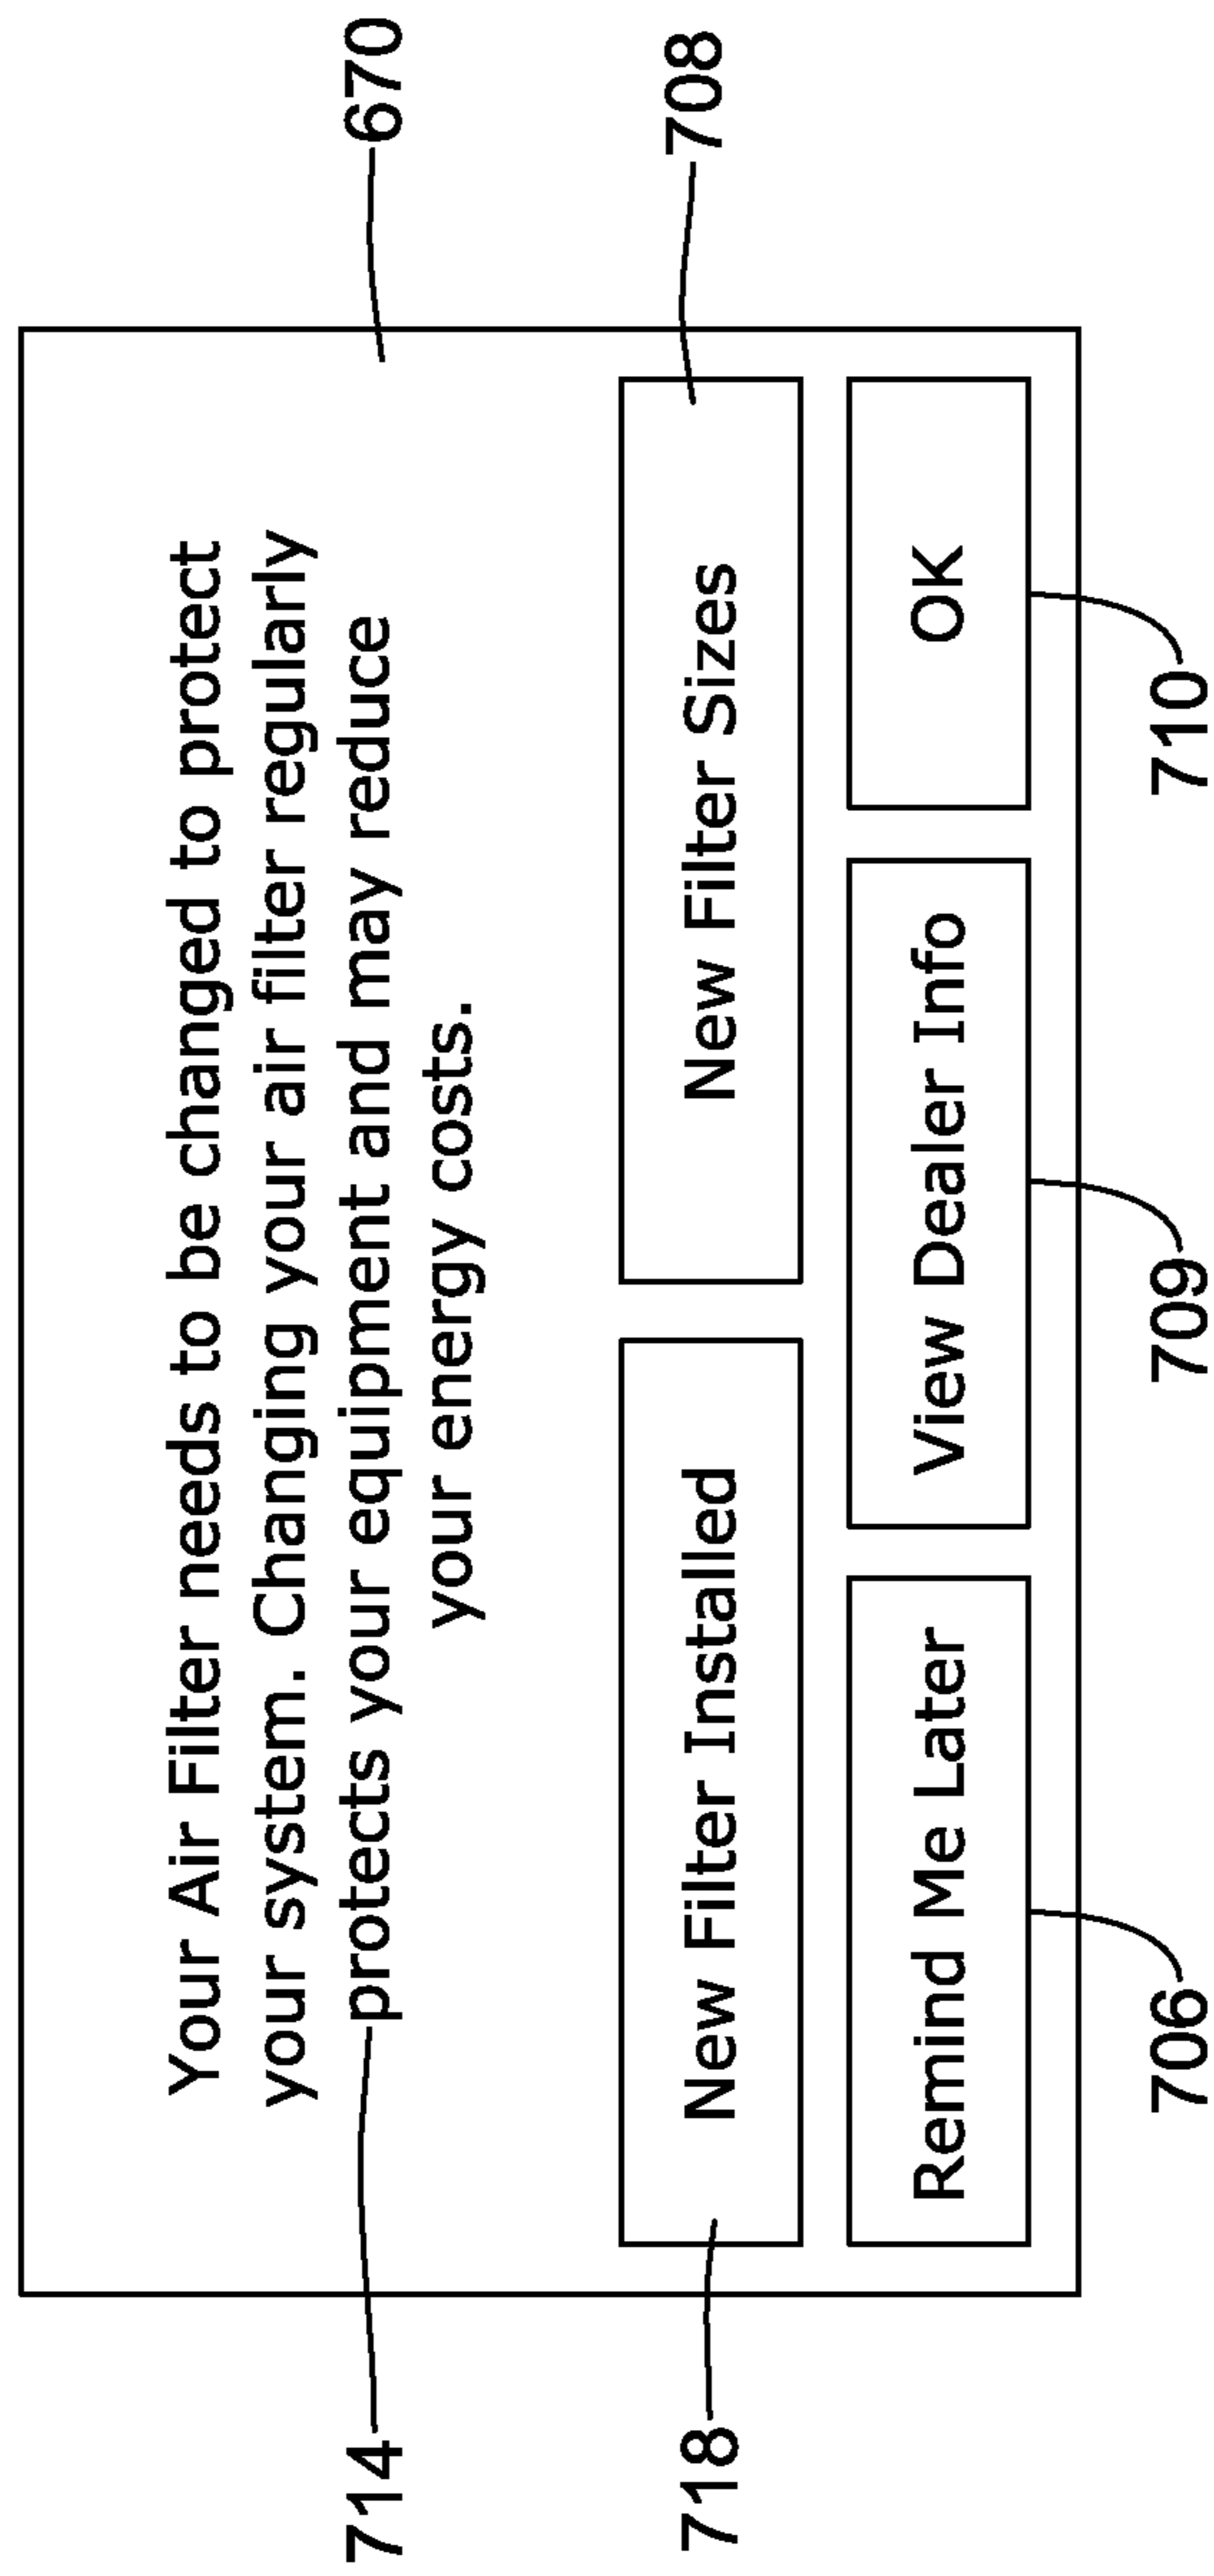 670
714
Your Air Filter needs to be changed to protect
your system. Changing your air filter regularly
protects your equipment and may reduce
your energy costs.
718
New Filter Installed
New Filter Sizes
708
Remind Me Later
View Dealer Info
OK
706
709
710